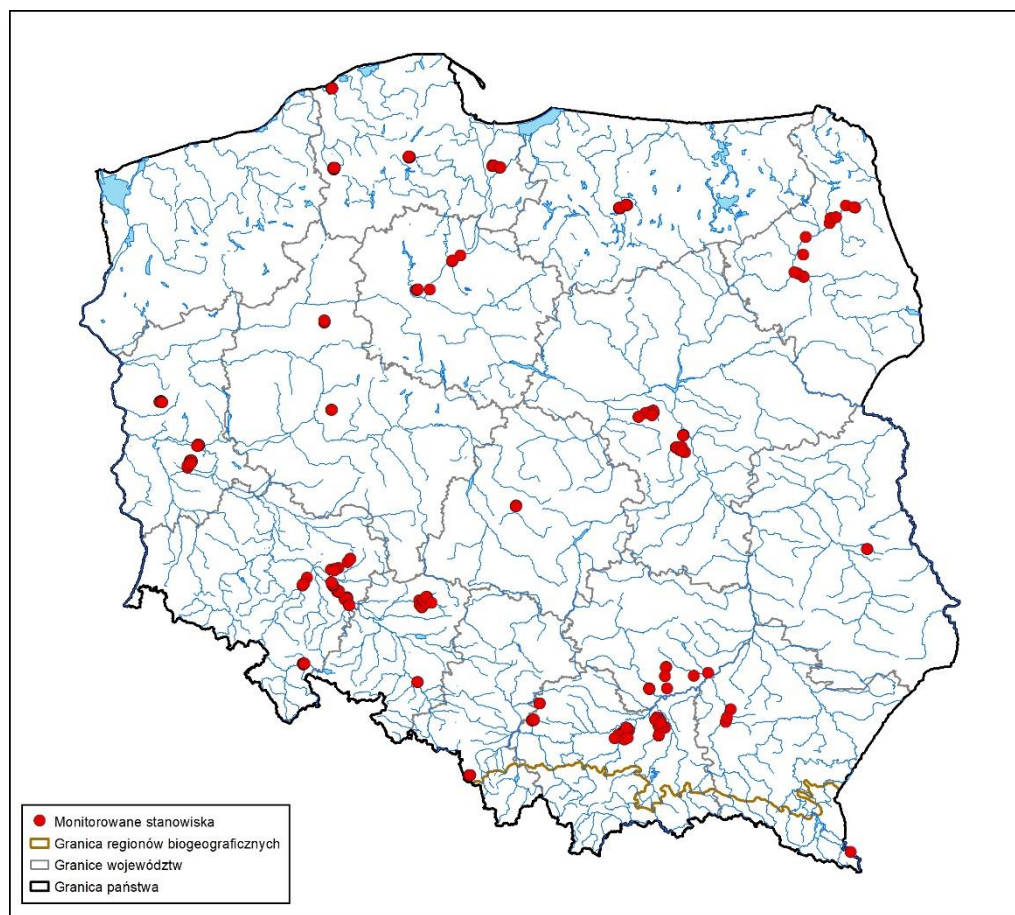 Monitorowane stanowiska
Granica regionów biogeograficznych
Granice województw
Granica państwa